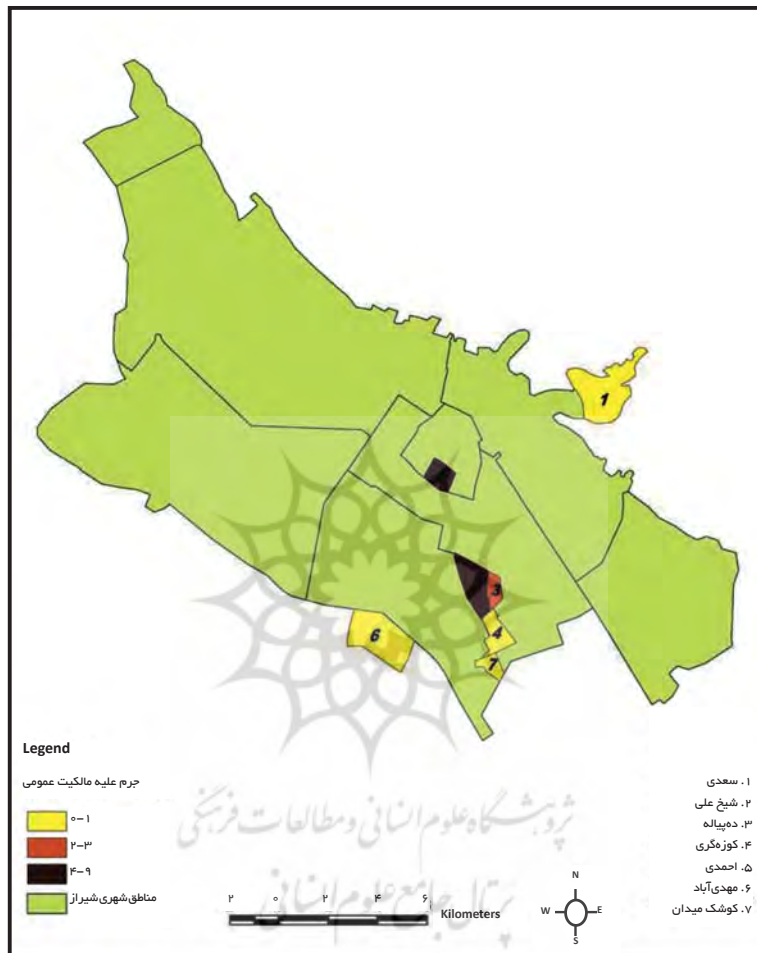 1
3
4
6
7
Legend
جرم علیه مالکیت عمومی
۰-۱
۲-۳
۴-۹
مناطق شهری شیراز
۱. سعدی
۲. شیخ علی
۳. ده‌پیاله
۴. کوزه‌گری
۵. احمدی
۶. مهدی‌آباد
۷. کوشک میدان
پژوهشگاه علوم انسانی و مطالعات فرهنگی
پرتال جامع علوم انسانی
۲ ۰ ۲ ۴ ۶
Kilometers
N
W E
S